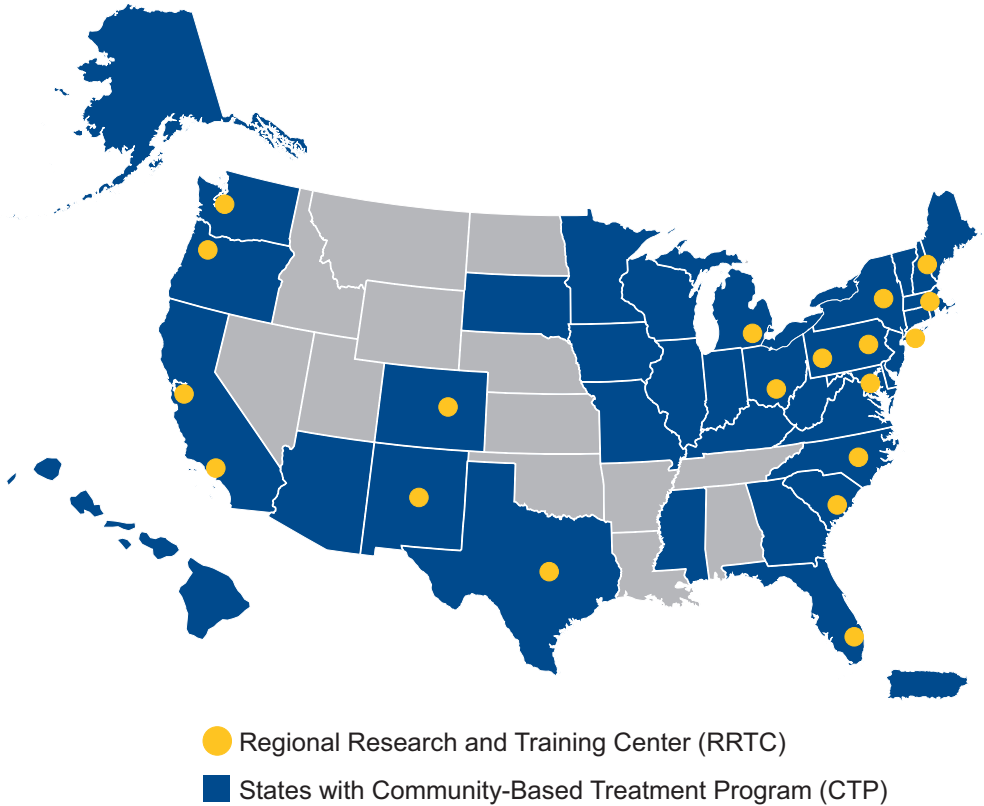 Regional Research and Training Center (RRTC)
States with Community-Based Treatment Program (CTP)